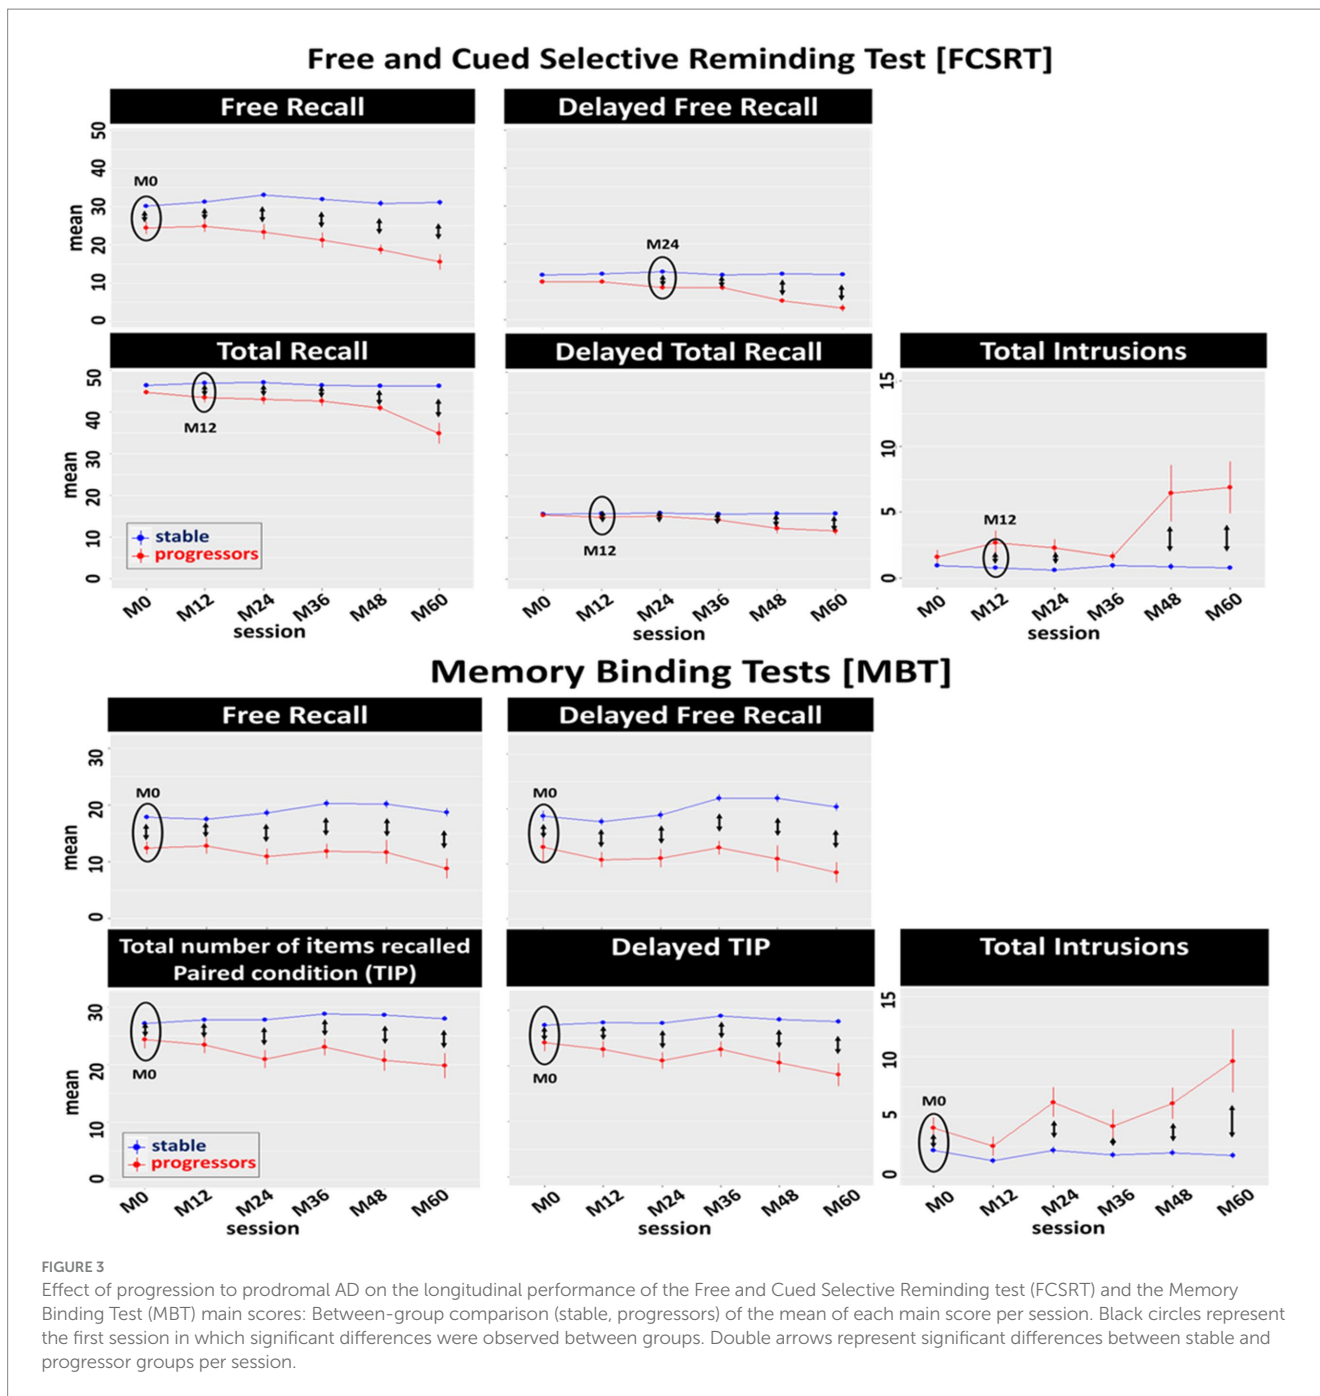 Free and Cued Selective Reminding Test [FCSRT]
Free Recall
Delayed Free Recall
mean
50
40
30
20
10
0
M0
M24
Total Recall
Delayed Total Recall
Total Intrusions
mean
50
40
30
20
10
0
M12
M12
15
10
5
0
M12
stable
progressors
M0 M12 M24 M36 M48 M60
session
M0 M12 M24 M36 M48 M60
session
M0 M12 M24 M36 M48 M60
session
Memory Binding Tests [MBT]
Free Recall
Delayed Free Recall
mean
30
20
10
0
M0
M0
Total number of items recalled
Paired condition (TIP)
Delayed TIP
Total Intrusions
mean
30
20
10
0
M0
M0
15
10
5
0
M0
stable
progressors
M0 M12 M24 M36 M48 M60
session
M0 M12 M24 M36 M48 M60
session
M0 M12 M24 M36 M48 M60
session
FIGURE 3
Effect of progression to prodromal AD on the longitudinal performance of the Free and Cued Selective Reminding test (FCSRT) and the Memory
Binding Test (MBT) main scores: Between-group comparison (stable, progressors) of the mean of each main score per session. Black circles represent
the first session in which significant differences were observed between groups. Double arrows represent significant differences between stable and
progressor groups per session.